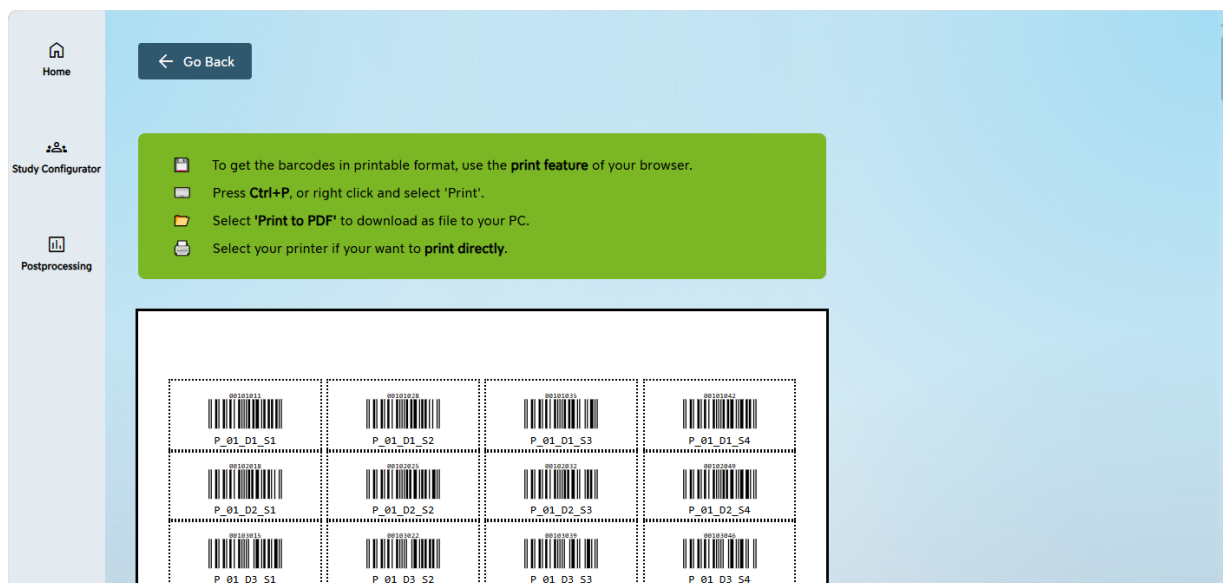 Home
Study Configurator
Postprocessing
Go Back
To get the barcodes in printable format, use the print feature of your browser.
Press Ctrl+P, or right click and select 'Print'.
Select 'Print to PDF' to download as file to your PC.
Select your printer if your want to print directly.
00101011 00101028 00101035 00101042
P_01_D1_S1 P_01_D1_S2 P_01_D1_S3 P_01_D1_S4
00102018 00102025 00102032 00102049
P_01_D2_S1 P_01_D2_S2 P_01_D2_S3 P_01_D2_S4
00103015 00103022 00103039 00103046
P_01_D3_S1 P_01_D3_S2 P_01_D3_S3 P_01_D3_S4